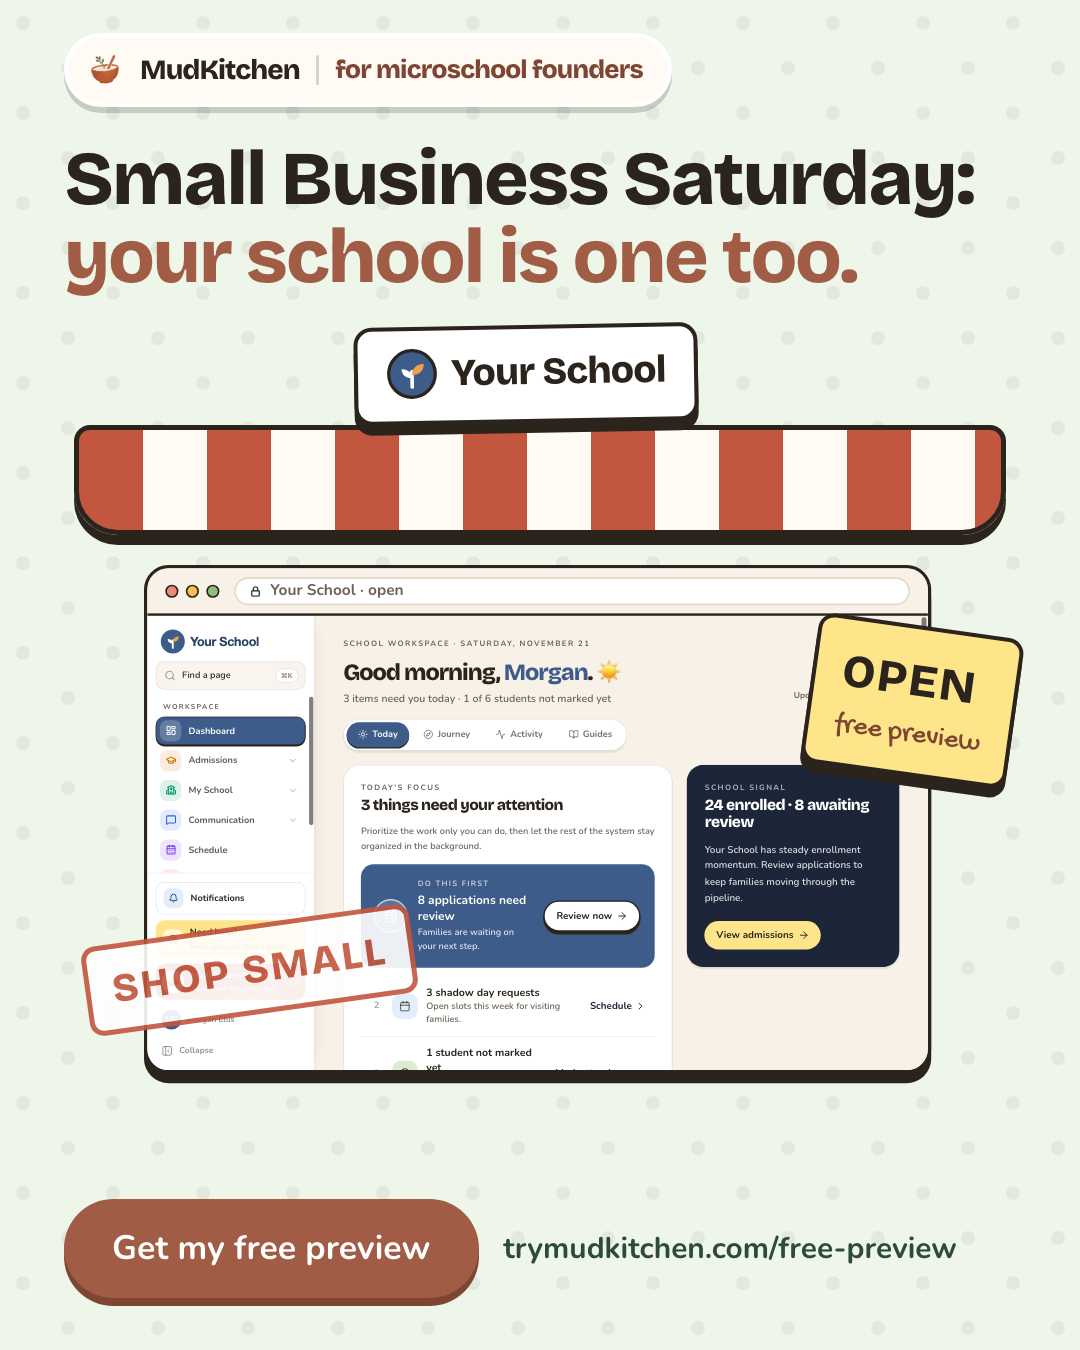 MudKitchen | for microschool founders
Small Business Saturday:
your school is one too.
Your School
Your School · open
Your School
Find a page ⌘K
WORKSPACE
Dashboard
Admissions
My School
Communication
Schedule
Notifications
Collapse
SCHOOL WORKSPACE · SATURDAY, NOVEMBER 21
Good morning, Morgan. ☀️
3 items need you today · 1 of 6 students not marked yet
Today Journey Activity Guides
TODAY'S FOCUS
3 things need your attention
Prioritize the work only you can do, then let the rest of the system stay
organized in the background.
DO THIS FIRST
8 applications need
review
Families are waiting on
your next step.
Review now →
2
3 shadow day requests
Open slots this week for visiting
families.
Schedule >
1 student not marked
yet
SCHOOL SIGNAL
24 enrolled · 8 awaiting
review
Your School has steady enrollment
momentum. Review applications to
keep families moving through the
pipeline.
View admissions →
OPEN
free preview
SHOP SMALL
Get my free preview
trymudkitchen.com/free-preview